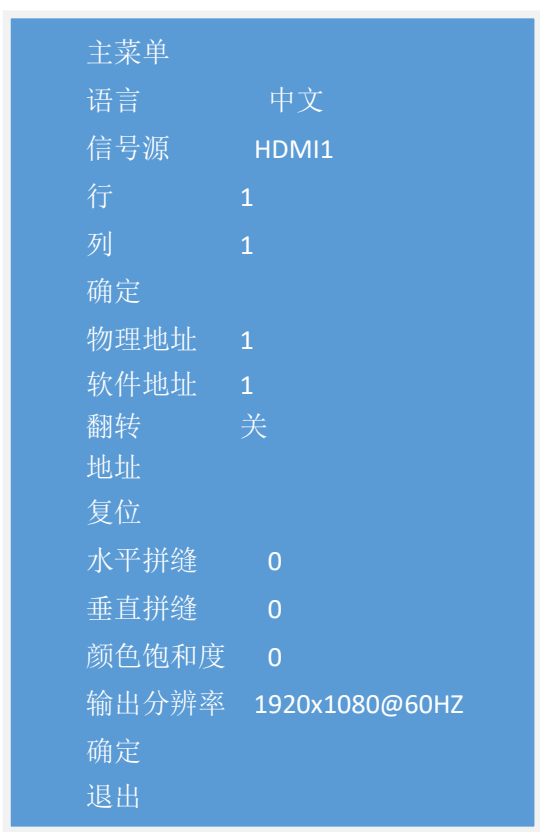 主菜单
语言 中文
信号源 HDMI1
行 1
列 1
确定
物理地址 1
软件地址 1
翻转 关
地址
复位
水平拼缝 0
垂直拼缝 0
颜色饱和度 0
输出分辨率 1920x1080@60HZ
确定
退出